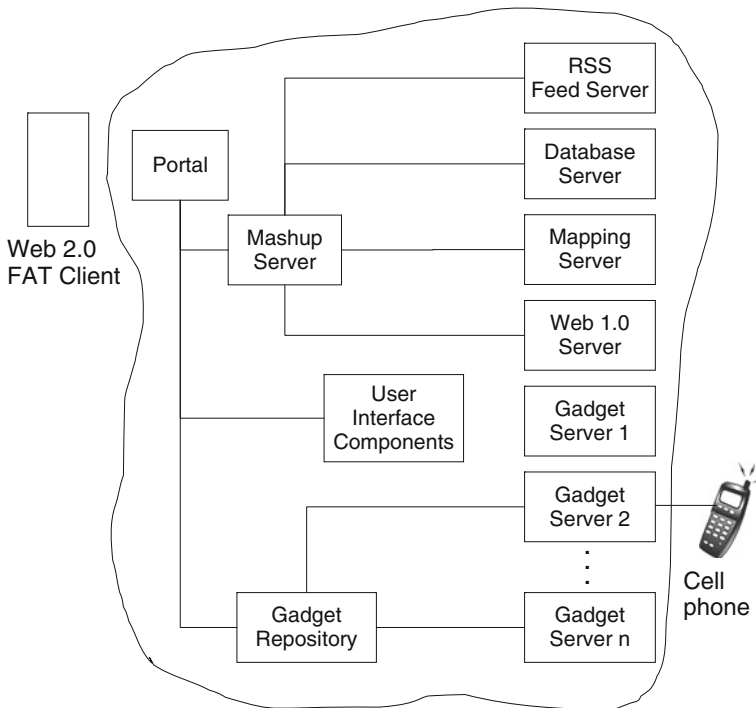 RSS
Feed Server
Portal
Database
Server
Web 2.0
FAT Client
Mashup
Server
Mapping
Server
Web 1.0
Server
User
Interface
Components
Gadget
Server 1
Gadget
Server 2
Cell
phone
Gadget
Repository
Gadget
Server n